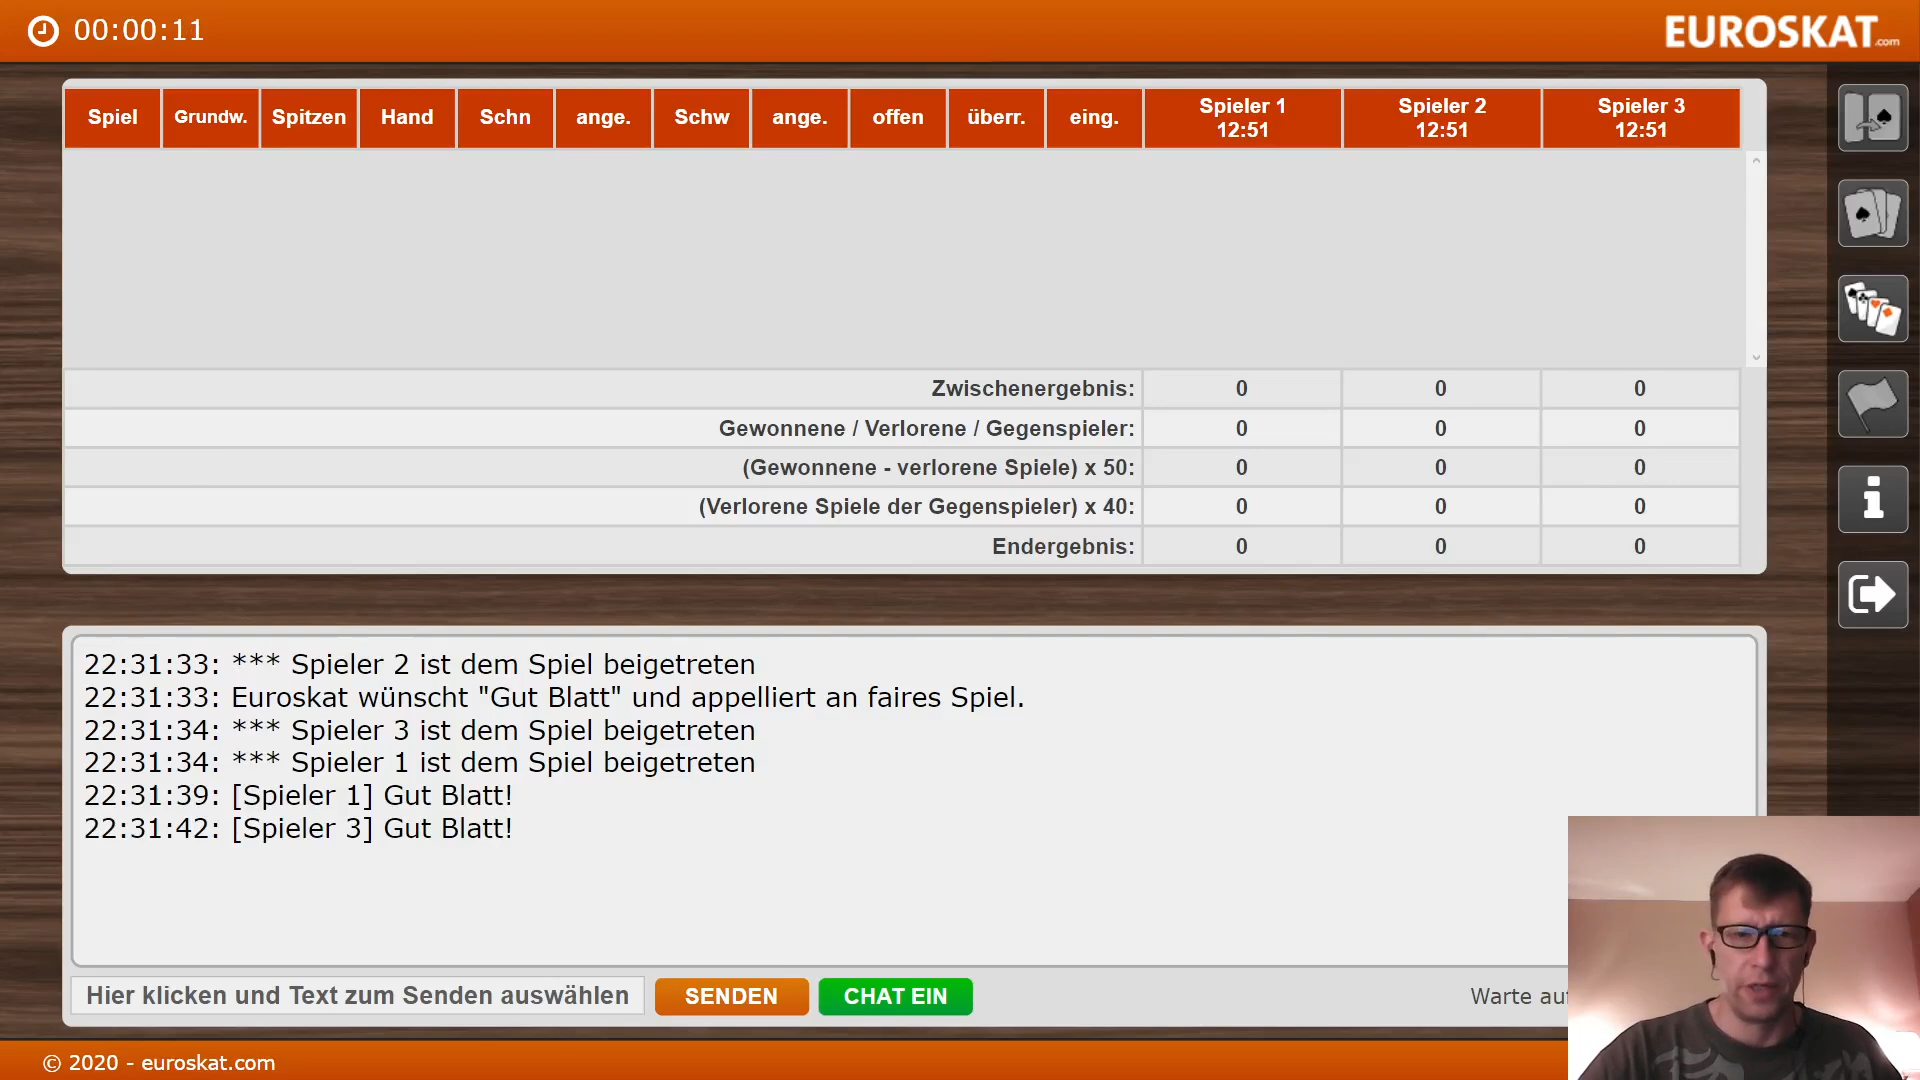 00:00:11
EUROSKAT.com
Spiel Grundw. Spitzen Hand Schn ange. Schw ange. offen überr. eing. Spieler 1 Spieler 2 Spieler 3
12:51 12:51 12:51
Zwischenergebnis: 0 0 0
Gewonnene / Verlorene / Gegenspieler: 0 0 0
(Gewonnene - verlorene Spiele) x 50: 0 0 0
(Verlorene Spiele der Gegenspieler) x 40: 0 0 0
Endergebnis: 0 0 0
22:31:33: *** Spieler 2 ist dem Spiel beigetreten
22:31:33: Euroskat wünscht "Gut Blatt" und appelliert an faires Spiel.
22:31:34: *** Spieler 3 ist dem Spiel beigetreten
22:31:34: *** Spieler 1 ist dem Spiel beigetreten
22:31:39: [Spieler 1] Gut Blatt!
22:31:42: [Spieler 3] Gut Blatt!
Hier klicken und Text zum Senden auswählen SENDEN CHAT EIN Warte
© 2020 - euroskat.com